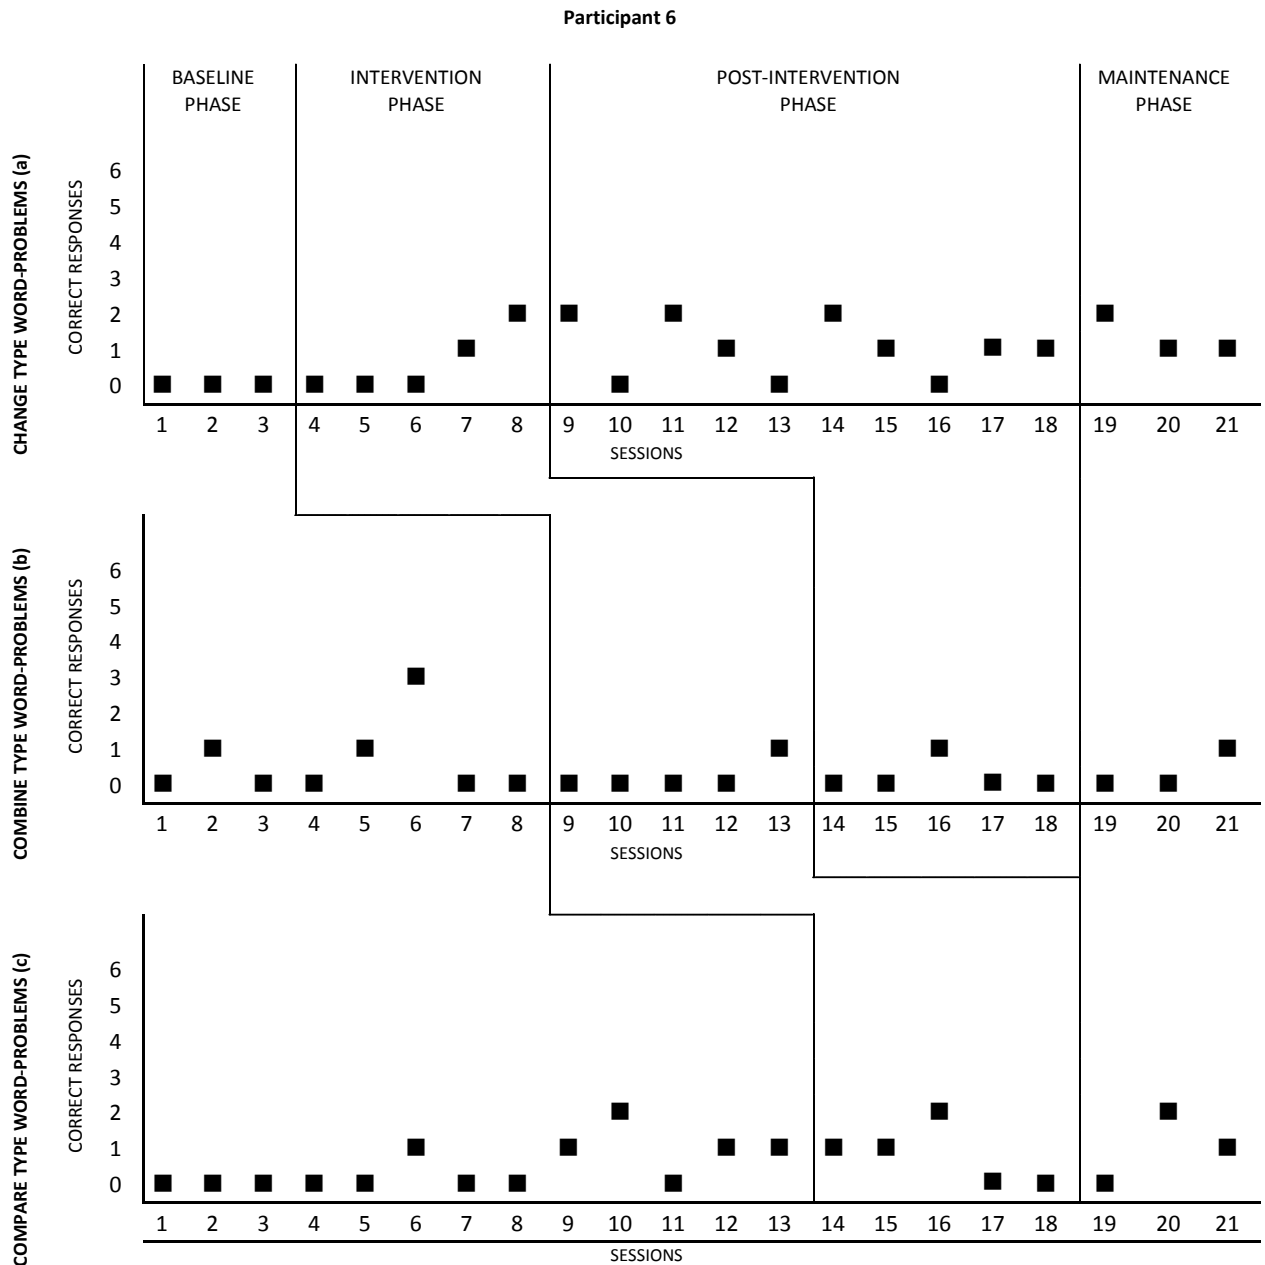 Participant 6
BASELINE
PHASE
INTERVENTION
PHASE
POST-INTERVENTION
PHASE
MAINTENANCE
PHASE
CHANGE TYPE WORD-PROBLEMS (a)
CORRECT RESPONSES
6
5
4
3
2
1
0
1 2 3 4 5 6 7 8 9 10 11 12 13 14 15 16 17 18 19 20 21
SESSIONS
COMBINE TYPE WORD-PROBLEMS (b)
CORRECT RESPONSES
6
5
4
3
2
1
0
1 2 3 4 5 6 7 8 9 10 11 12 13 14 15 16 17 18 19 20 21
SESSIONS
COMPARE TYPE WORD-PROBLEMS (c)
CORRECT RESPONSES
6
5
4
3
2
1
0
1 2 3 4 5 6 7 8 9 10 11 12 13 14 15 16 17 18 19 20 21
SESSIONS